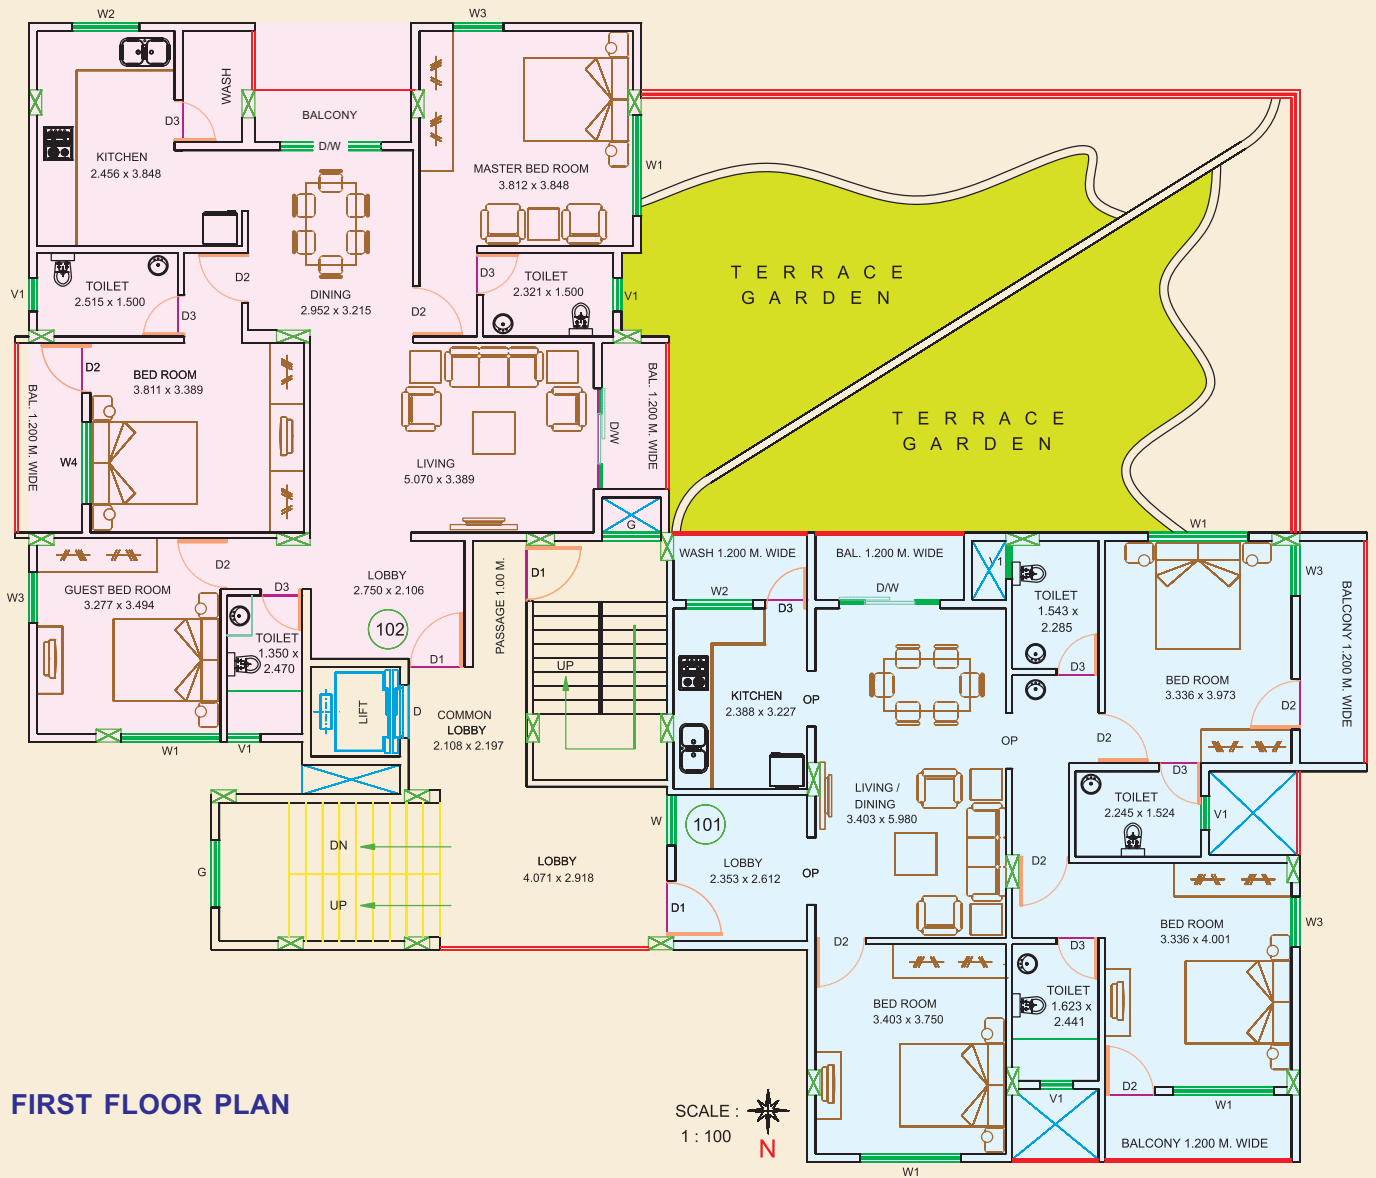 W2
W3
WASH
BALCONY
D3
D/W
KITCHEN
2.456 x 3.848
MASTER BED ROOM
3.812 x 3.848
W1
TOILET
2.515 x 1.500
V1
D3
D2
DINING
2.952 x 3.215
D2
D3
TOILET
2.321 x 1.500
V1
TERRACE
GARDEN
TERRACE
GARDEN
D2
BED ROOM
3.811 x 3.389
BAL. 1.200 M. WIDE
W4
LIVING
5.070 x 3.389
D/W
BAL. 1.200 M. WIDE
G
GUEST BED ROOM
3.277 x 3.494
W3
D2
D3
TOILET
1.350 x
2.470
W1
V1
LOBBY
2.750 x 2.106
102
D1
PASSAGE 1.00 M.
D1
UP
LIFT
D
COMMON
LOBBY
2.108 x 2.197
G
DN
UP
LOBBY
4.071 x 2.918
WASH 1.200 M. WIDE
W2
D3
BAL. 1.200 M. WIDE
D/W
V1
TOILET
1.543 x
2.285
D3
W1
W3
BED ROOM
3.336 x 3.973
D2
BALCONY 1.200 M. WIDE
KITCHEN
2.388 x 3.227
OP
OP
D2
D3
TOILET
2.245 x 1.524
V1
LIVING /
DINING
3.403 x 5.980
W
101
LOBBY
2.353 x 2.612
OP
D1
D2
D2
BED ROOM
3.336 x 4.001
W3
D3
TOILET
1.623 x
2.441
BED ROOM
3.403 x 3.750
D2
W1
V1
BALCONY 1.200 M. WIDE
W1
FIRST FLOOR PLAN
SCALE :
1 : 100
N